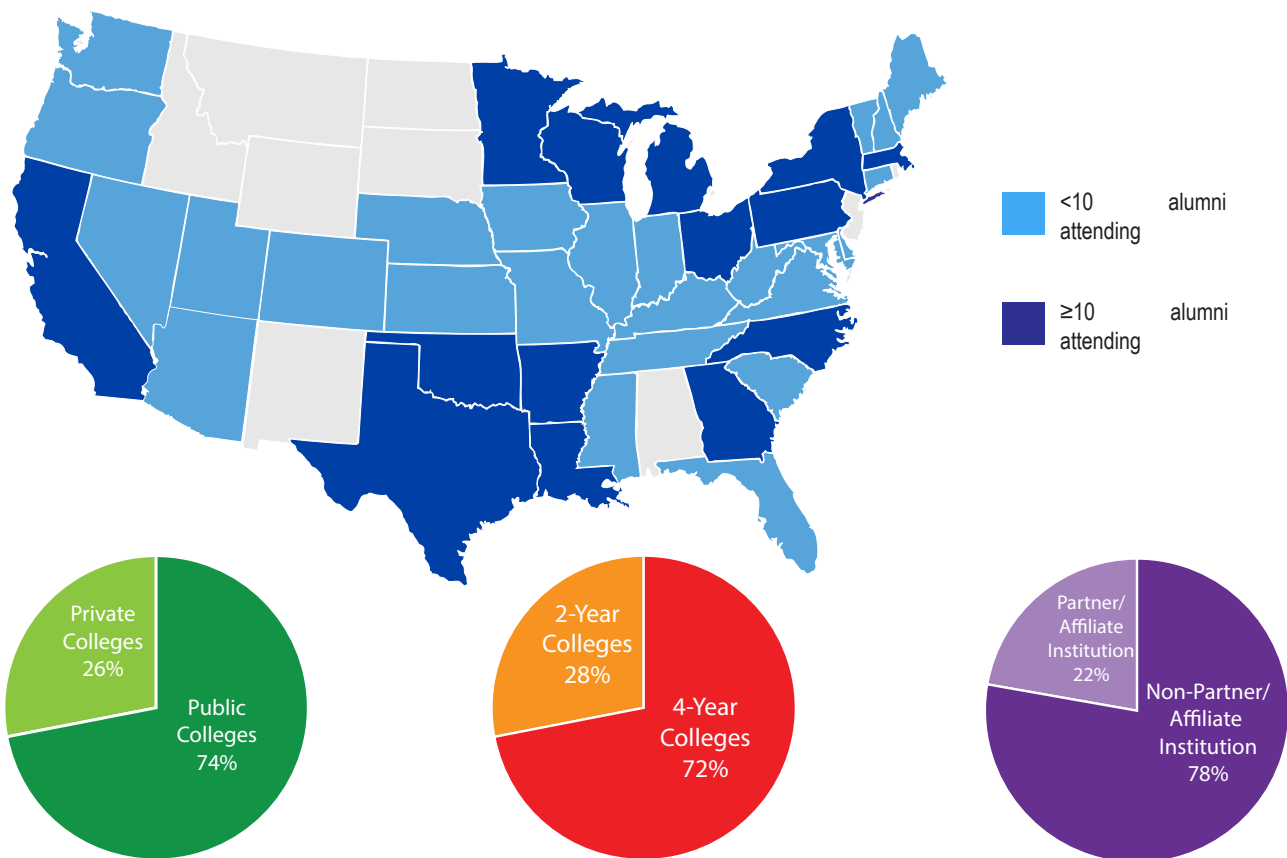 <10 alumni
attending
≥10 alumni
attending
Private
Colleges
26%
Public
Colleges
74%
2-Year
Colleges
28%
4-Year
Colleges
72%
Partner/
Affiliate
Institution
22%
Non-Partner/
Affiliate
Institution
78%